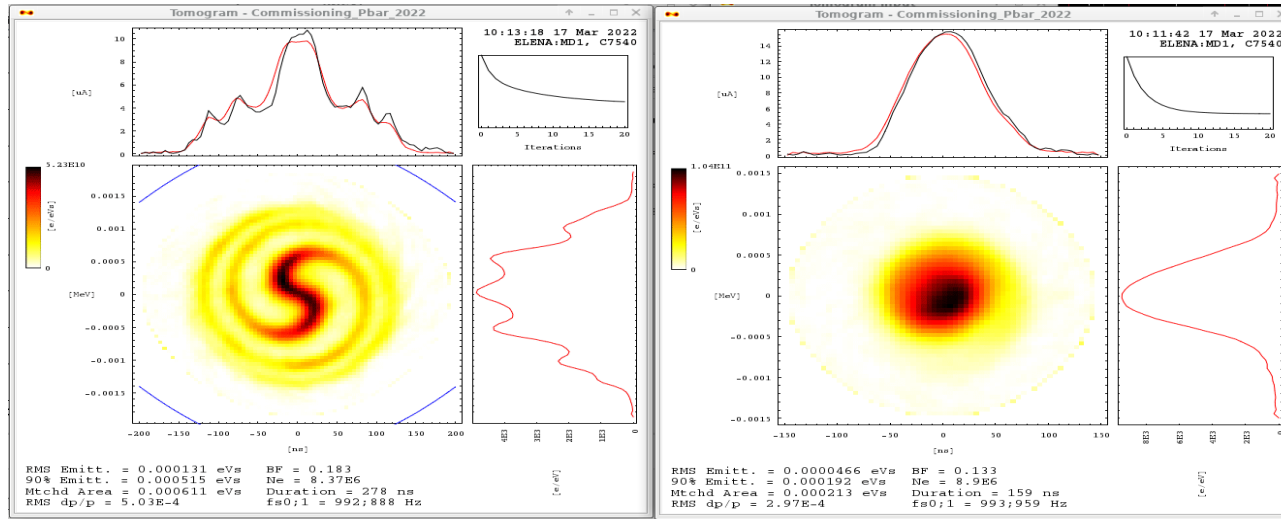 Tomogram - Commissioning_Pbar_2022
10:13:18 17 Mar 2022
ELENA:MD1, C7540
10
8
6
4
2
0
[uA]
0 5 10 15 20
Iterations
5.23E10
0
[e/eVs]
0.0015
0.001
0.0005
0
-0.0005
-0.001
-0.0015
[MeV]
-200 -150 -100 -50 0 50 100 150 200
[ns]
4E3 3E3 2E3 1E3 0
[e/eV]
RMS Emitt. = 0.000131 eVs BF = 0.183
90% Emitt. = 0.000515 eVs Ne = 8.37E6
Mtchd Area = 0.000611 eVs Duration = 278 ns
RMS dp/p = 5.03E-4 fs0;1 = 992;888 Hz
Tomogram - Commissioning_Pbar_2022
10:11:42 17 Mar 2022
ELENA:MD1, C7540
14
12
10
8
6
4
2
0
[uA]
0 5 10 15 20
Iterations
1.04E11
0
[e/eVs]
0.0015
0.001
0.0005
0
-0.0005
-0.001
-0.0015
[MeV]
-150 -100 -50 0 50 100 150
[ns]
8E3 6E3 4E3 2E3 0
[e/eV]
RMS Emitt. = 0.0000466 eVs BF = 0.133
90% Emitt. = 0.000192 eVs Ne = 8.9E6
Mtchd Area = 0.000213 eVs Duration = 159 ns
RMS dp/p = 2.97E-4 fs0;1 = 993;959 Hz